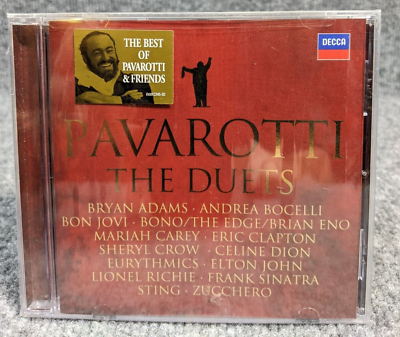 THE BEST
OF
PAVAROTTI
& FRIENDS
DECCA
PAVAROTTI
THE DUETS
BRYAN ADAMS · ANDREA BOCELLI
BON JOVI · BONO/THE EDGE/BRIAN ENO
MARIAH CAREY · ERIC CLAPTON
SHERYL CROW · CELINE DION
EURYTHMICS · ELTON JOHN
LIONEL RICHIE · FRANK SINATRA
STING · ZUCCHERO